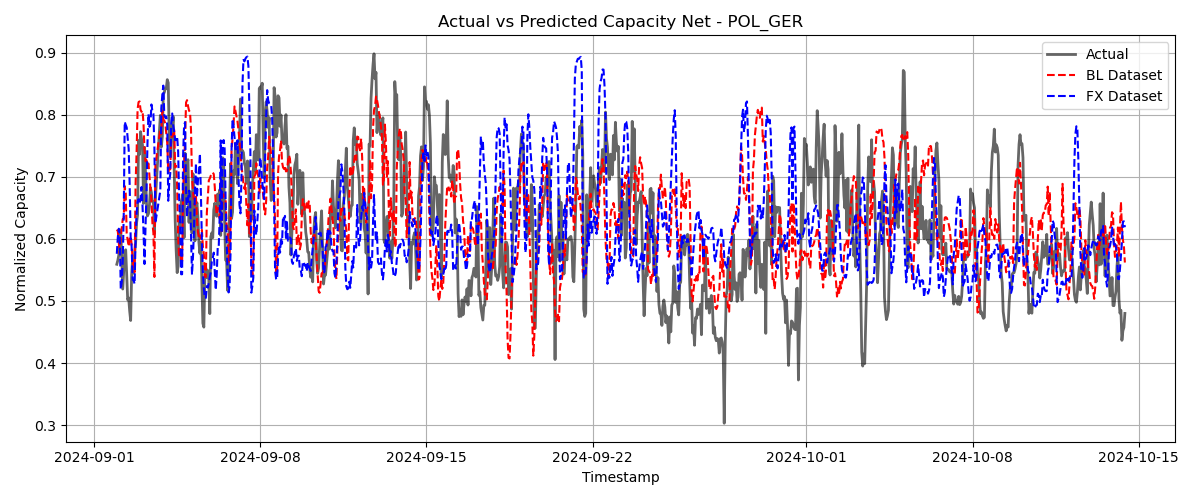 Actual vs Predicted Capacity Net - POL_GER
Actual
BL Dataset
FX Dataset
Normalized Capacity
0.9
0.8
0.7
0.6
0.5
0.4
0.3
2024-09-01
2024-09-08
2024-09-15
2024-09-22
2024-10-01
2024-10-08
2024-10-15
Timestamp